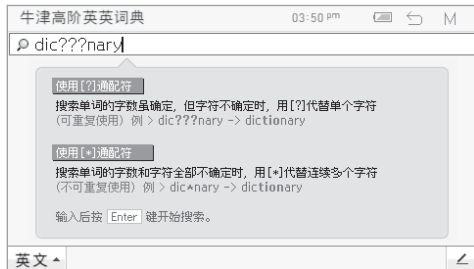 牛津高阶英英词典 03:50 pm M
dic???nary
使用[?]通配符
搜索单词的字数虽确定，但字符不确定时，用[?]代替单个字符
(可重复使用) 例 > dic???nary -> dictionary
使用[*]通配符
搜索单词的字数和字符全部不确定时，用[*]代替连续多个字符
(不可重复使用) 例 > dic*nary -> dictionary
输入后按 Enter 键开始搜索。
英文